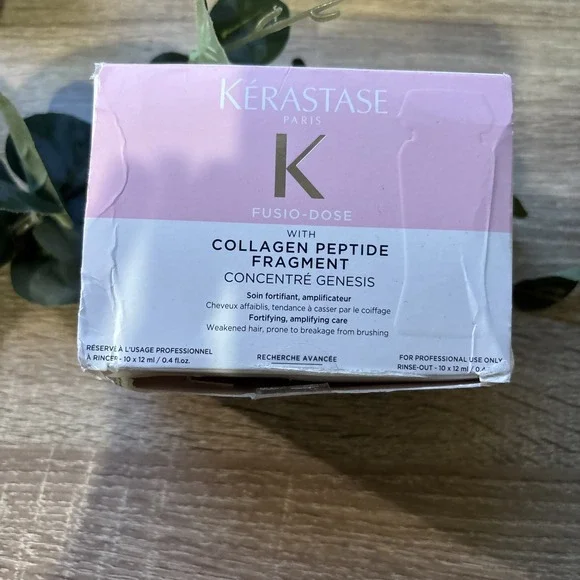 KÉRASTASE
PARIS
K
FUSIO-DOSE
WITH
COLLAGEN PEPTIDE
FRAGMENT
CONCENTRÉ GENESIS
Soin fortifiant, amplificateur
Cheveux affaiblis, tendance à casser par le coiffage
Fortifying, amplifying care
Weakened hair, prone to breakage from brushing
RÉSERVÉ À L'USAGE PROFESSIONNEL
À RINCER - 10 x 12 ml / 0.4 fl.oz.
RECHERCHE AVANCÉE
FOR PROFESSIONAL USE ONLY
RINSE-OUT - 10 x 12 ml / 0.4